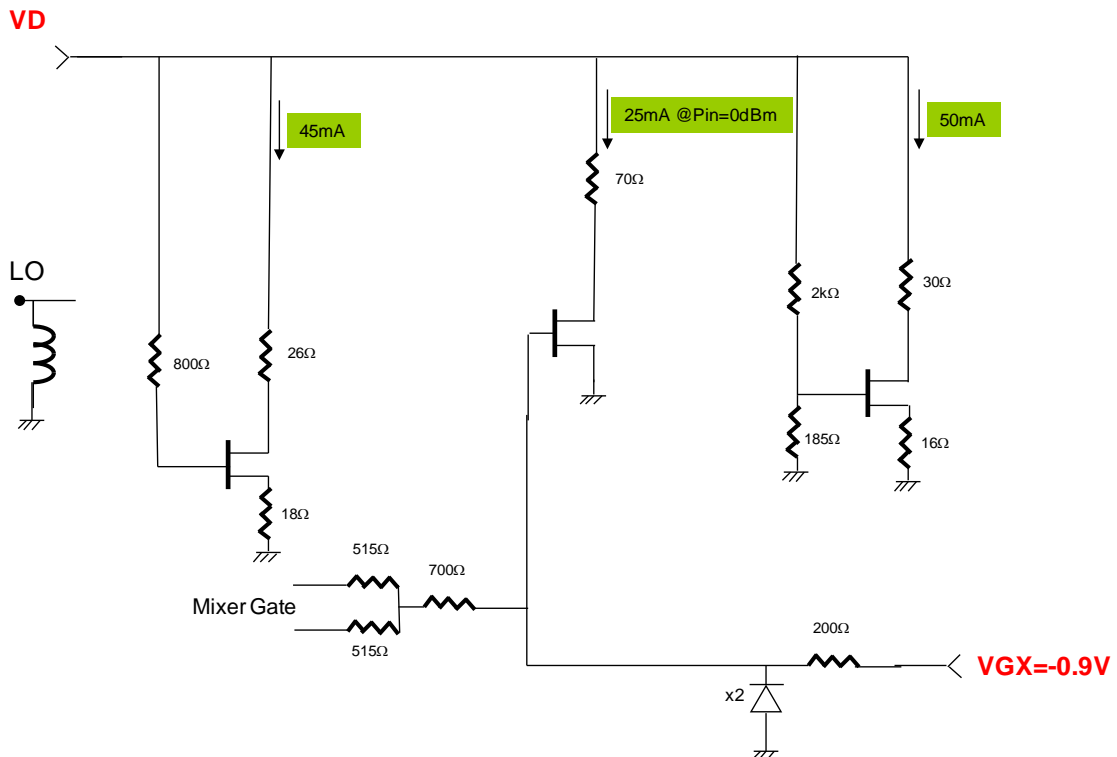 VD
45mA
25mA @Pin=0dBm
50mA
70Ω
LO
2kΩ
30Ω
800Ω
26Ω
185Ω
16Ω
18Ω
515Ω
700Ω
Mixer Gate
515Ω
200Ω
x2
VGX=-0.9V